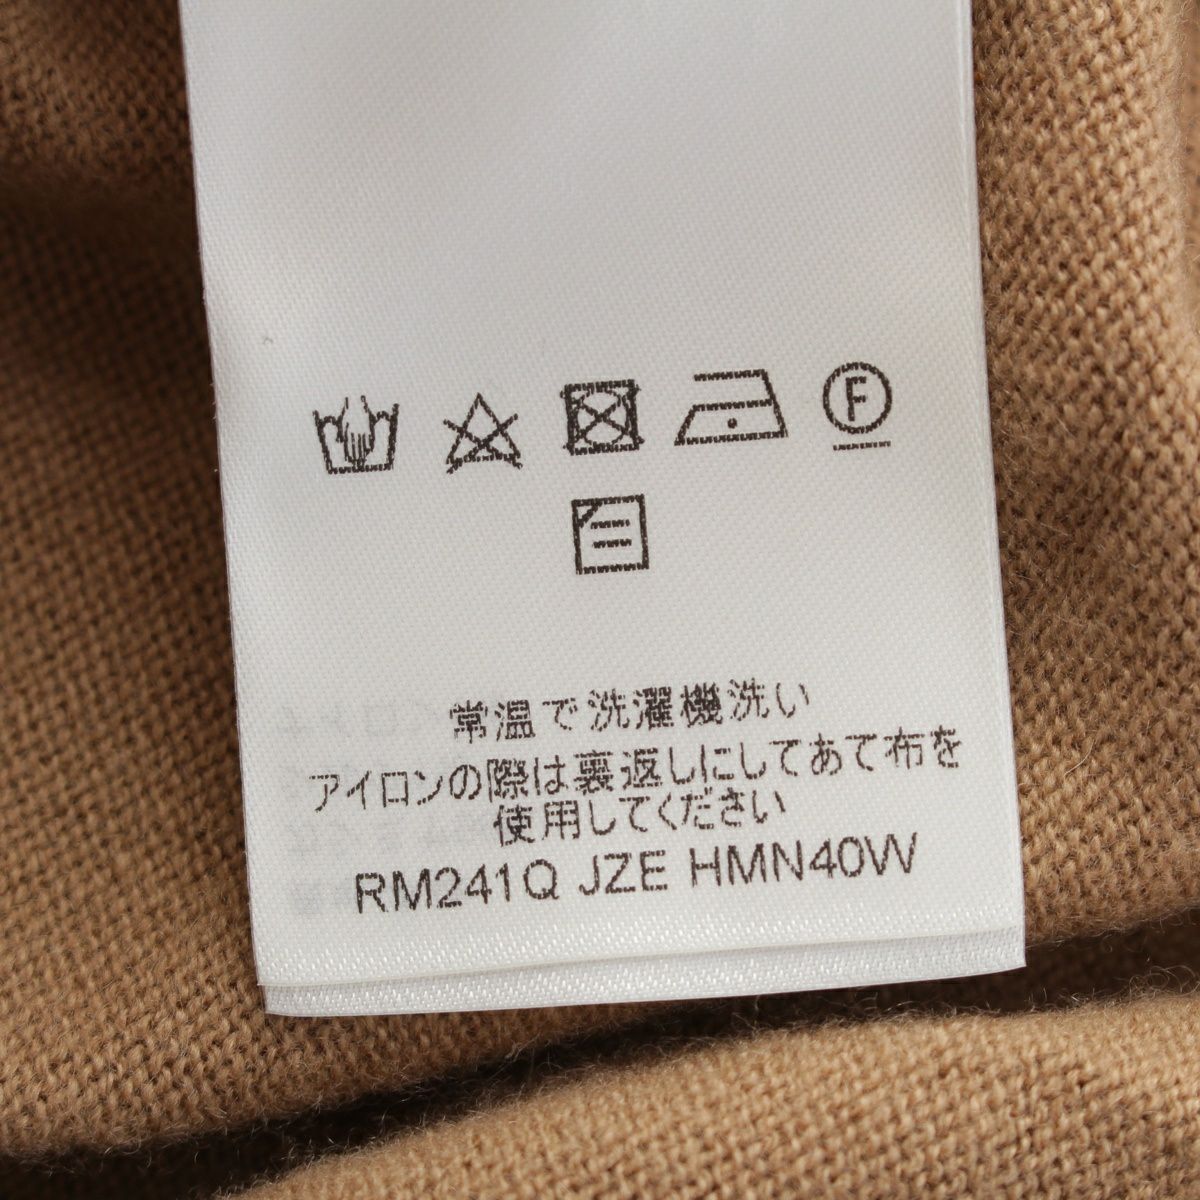 F
常温で洗濯機洗い
アイロンの際は裏返しにしてあて布を
使用してください
RM241Q JZE HMN40W